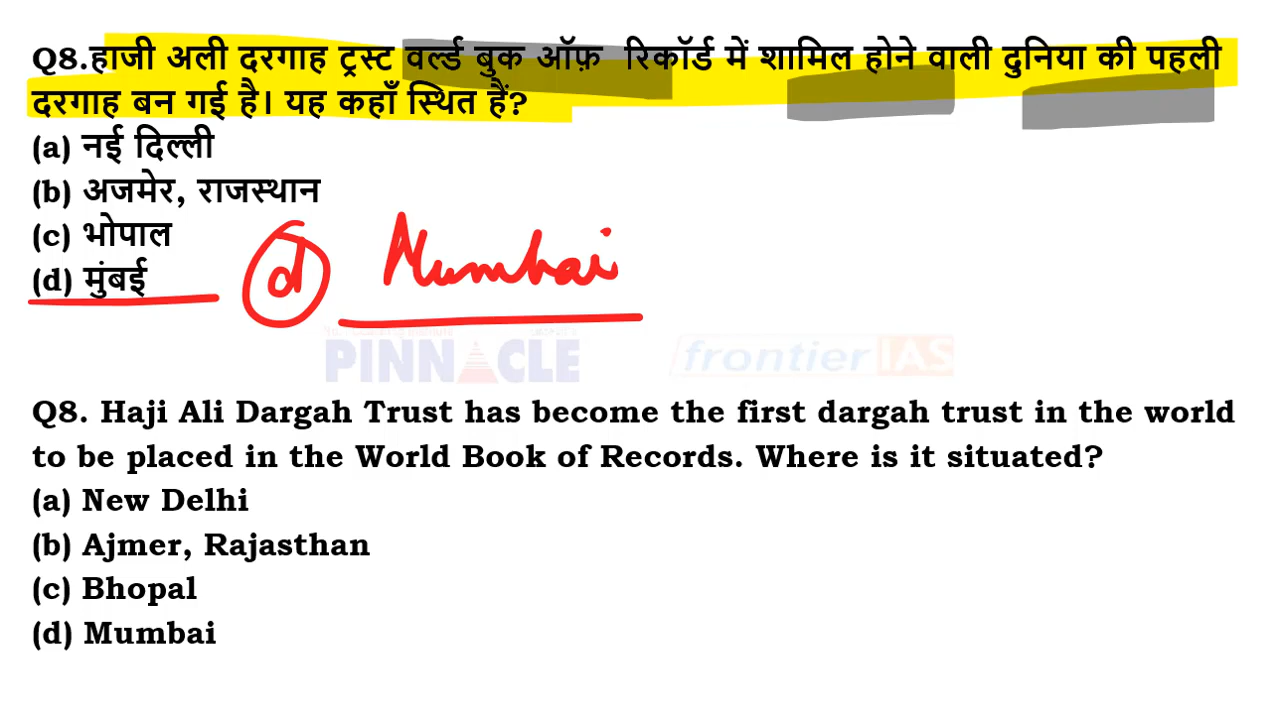 Q8.हाजी अली दरगाह ट्रस्ट वर्ल्ड बुक ऑफ़ रिकॉर्ड में शामिल होने वाली दुनिया की पहली
दरगाह बन गई है। यह कहाँ स्थित हैं?
(a) नई दिल्ली
(b) अजमेर, राजस्थान
(c) भोपाल
(d) मुंबई
d Mumbai
PINNACLE frontier IAS
Q8. Haji Ali Dargah Trust has become the first dargah trust in the world
to be placed in the World Book of Records. Where is it situated?
(a) New Delhi
(b) Ajmer, Rajasthan
(c) Bhopal
(d) Mumbai